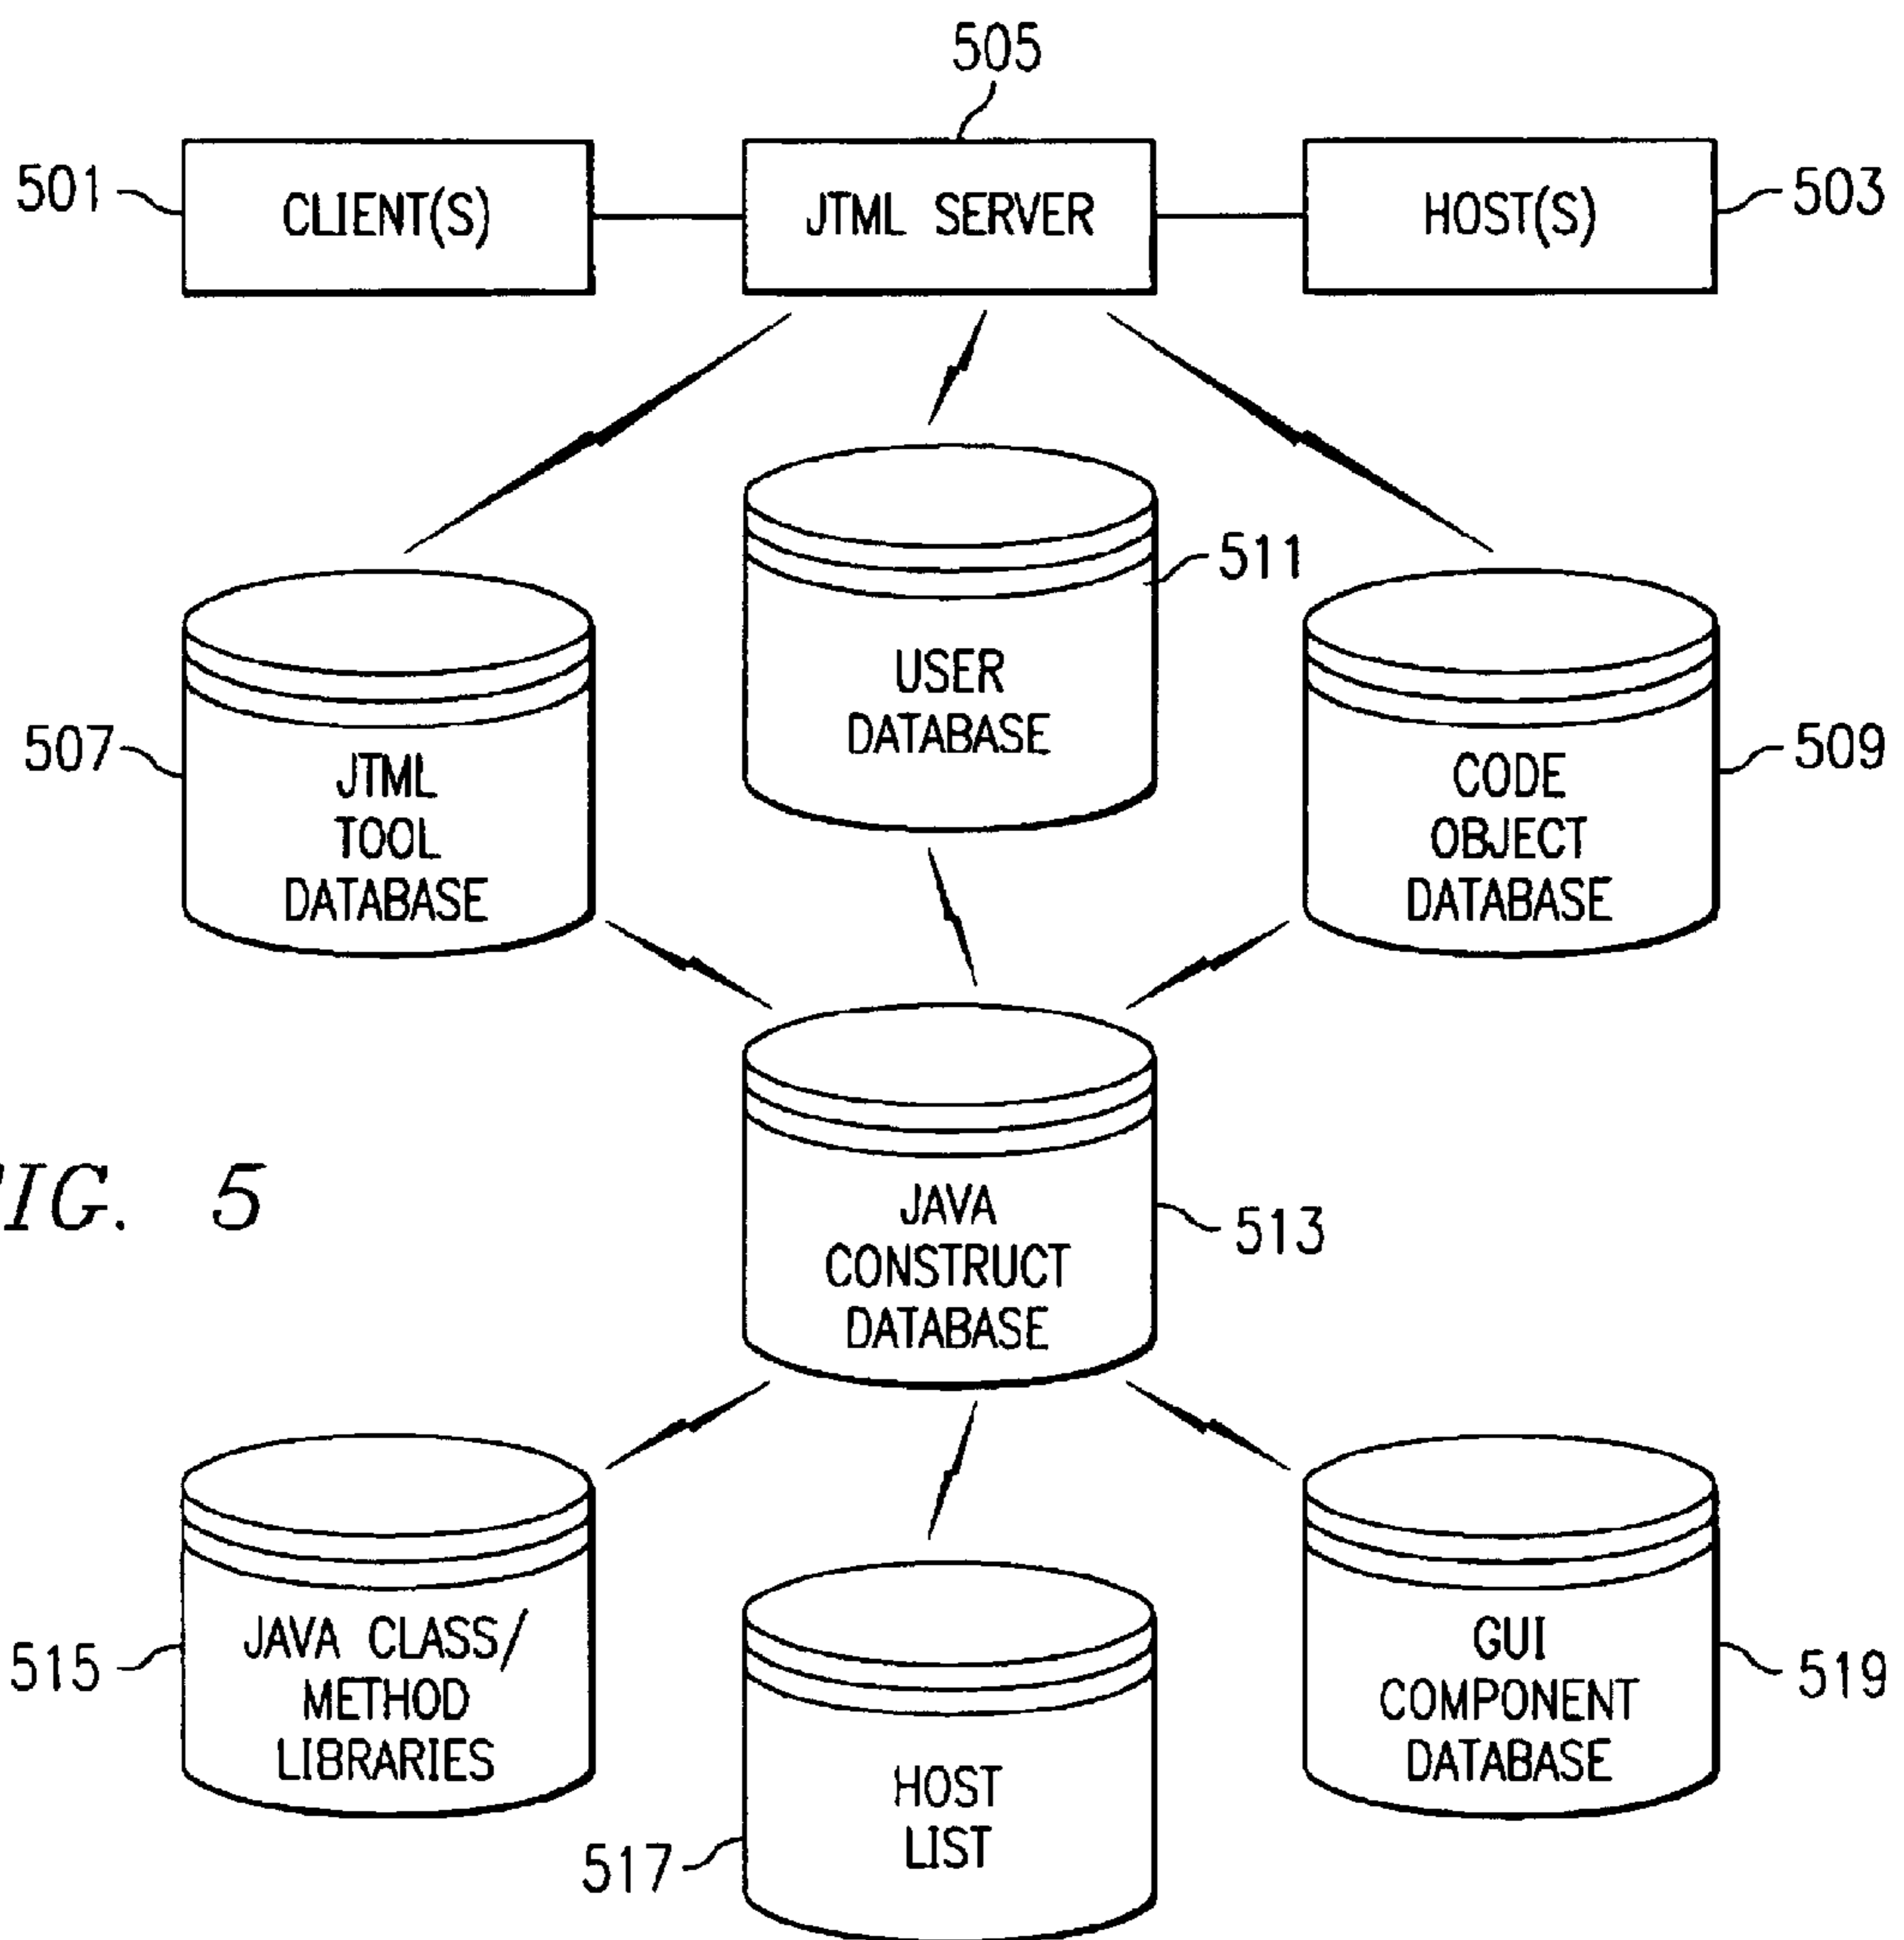 505
501
CLIENT(S)
JTML SERVER
HOST(S)
503
511
USER
DATABASE
507
JTML
TOOL
DATABASE
509
CODE
OBJECT
DATABASE
FIG. 5
JAVA
CONSTRUCT
DATABASE
513
515
JAVA CLASS/
METHOD
LIBRARIES
517
HOST
LIST
GUI
COMPONENT
DATABASE
519